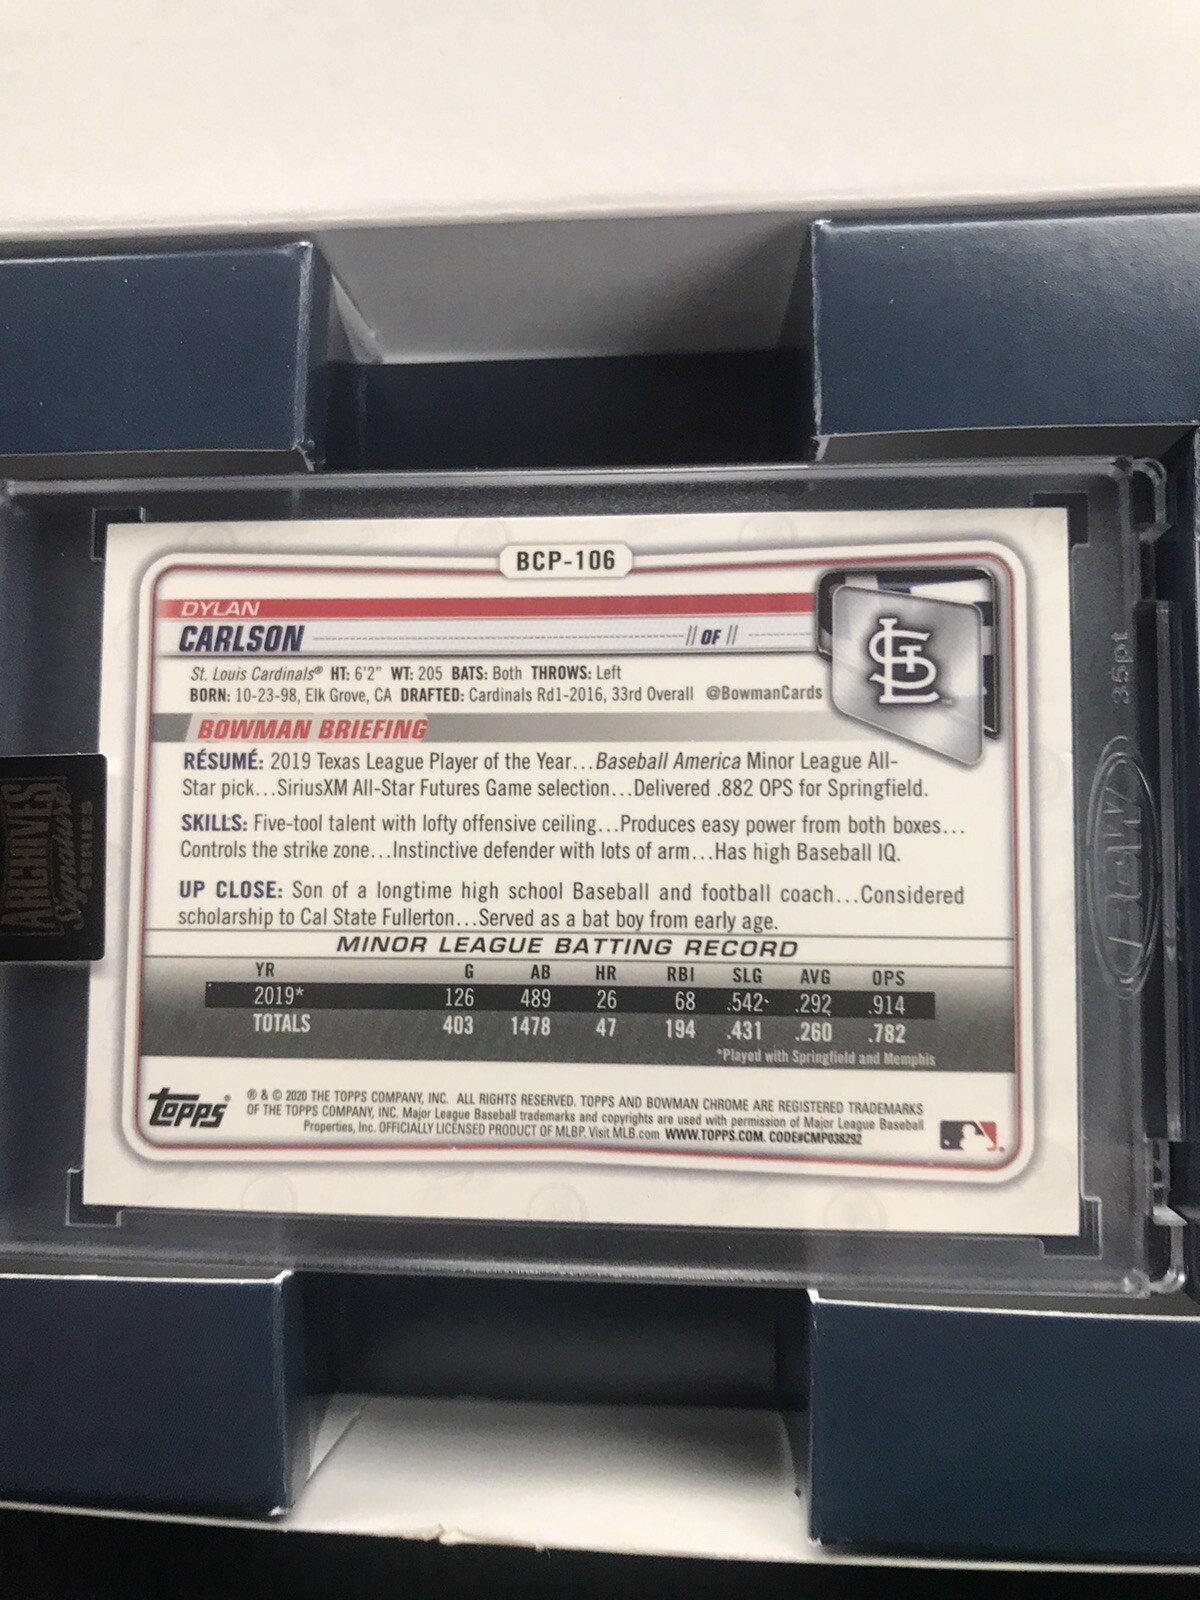 BCP-106
DYLAN
CARLSON // OF //
St. Louis Cardinals® HT: 6'2" WT: 205 BATS: Both THROWS: Left
BORN: 10-23-98, Elk Grove, CA DRAFTED: Cardinals Rd1-2016, 33rd Overall @BowmanCards
STL
BOWMAN BRIEFING
RÉSUMÉ: 2019 Texas League Player of the Year...Baseball America Minor League All-
Star pick...SiriusXM All-Star Futures Game selection...Delivered .882 OPS for Springfield.
SKILLS: Five-tool talent with lofty offensive ceiling...Produces easy power from both boxes...
Controls the strike zone...Instinctive defender with lots of arm...Has high Baseball IQ.
UP CLOSE: Son of a longtime high school Baseball and football coach...Considered
scholarship to Cal State Fullerton...Served as a bat boy from early age.
MINOR LEAGUE BATTING RECORD
YR G AB HR RBI SLG AVG OPS
2019* 126 489 26 68 .542 .292 .914
TOTALS 403 1478 47 194 .431 .260 .782
*Played with Springfield and Memphis
Topps
® & © 2020 THE TOPPS COMPANY, INC. ALL RIGHTS RESERVED. TOPPS AND BOWMAN CHROME ARE REGISTERED TRADEMARKS
OF THE TOPPS COMPANY, INC. Major League Baseball trademarks and copyrights are used with permission of Major League Baseball
Properties, Inc. OFFICIALLY LICENSED PRODUCT OF MLBP. Visit MLB.com WWW.TOPPS.COM. CODE#CMP038292
ARCHIVES
Signature
SERIES
35pt
BCW